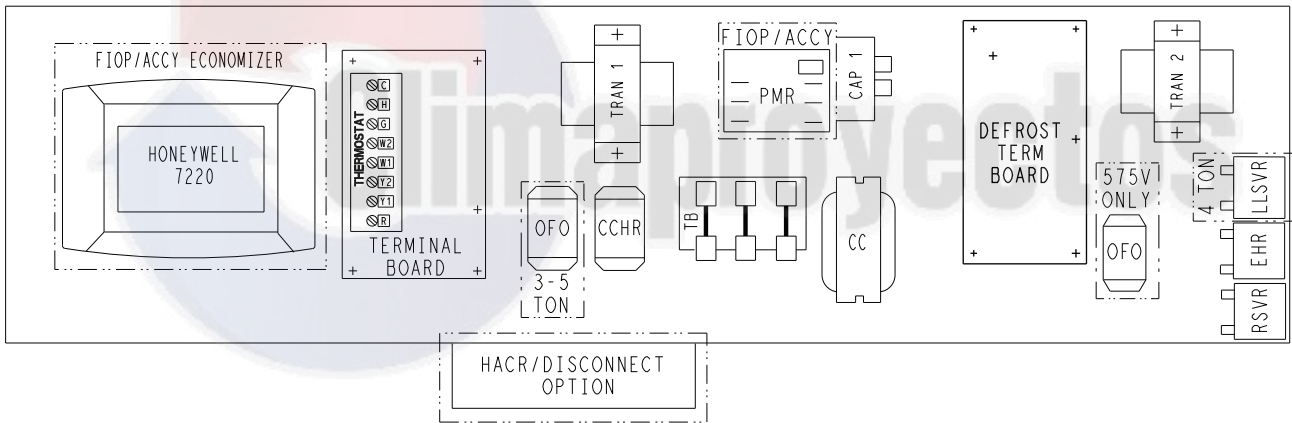 FIOP/ACCY ECONOMIZER
HONEYWELL
7220
THERMOSTAT
C
H
G
W2
W1
Y2
Y1
R
TERMINAL
BOARD
TRAN 1
OFO
3-5
TON
CCHR
FIOP/ACCY
PMR
CAP 1
TB
CC
DEFROST
TERM
BOARD
TRAN 2
575V
ONLY
OFO
4 TON
LLSVR
EHR
RSVR
HACR/DISCONNECT
OPTION
Climaproyectos